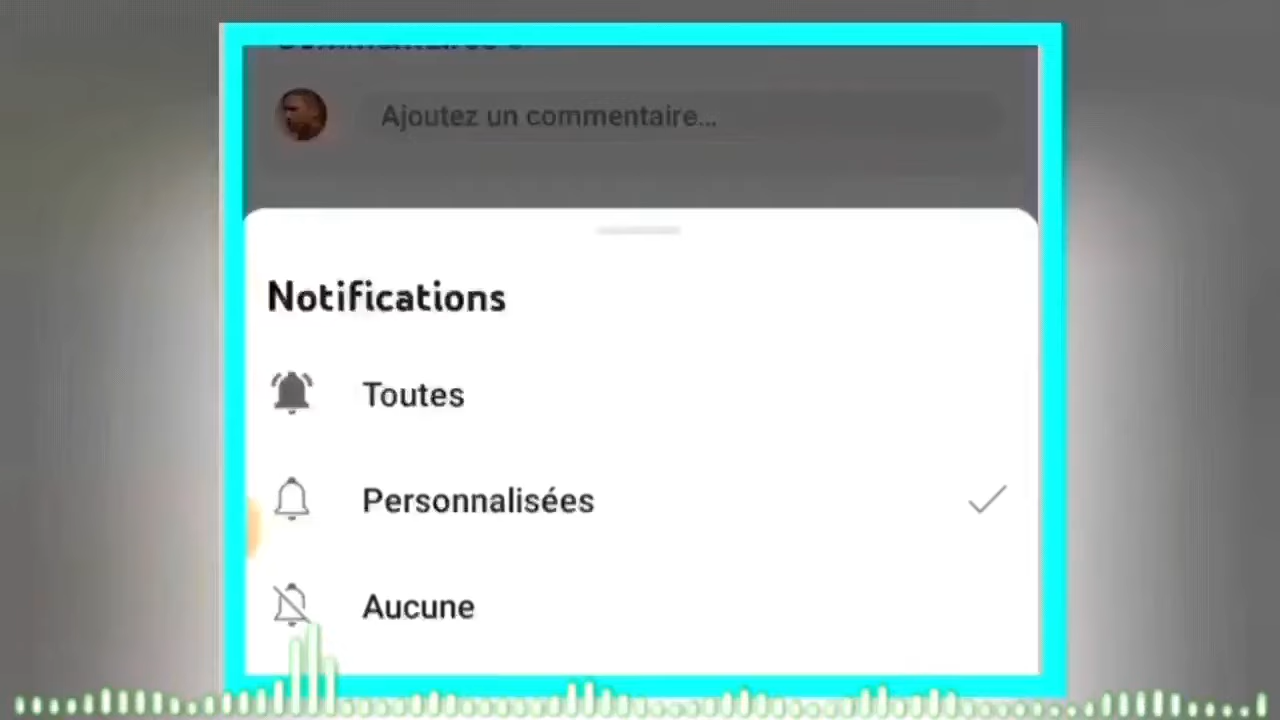 Ajoutez un commentaire...
Notifications
Toutes
Personnalisées
Aucune